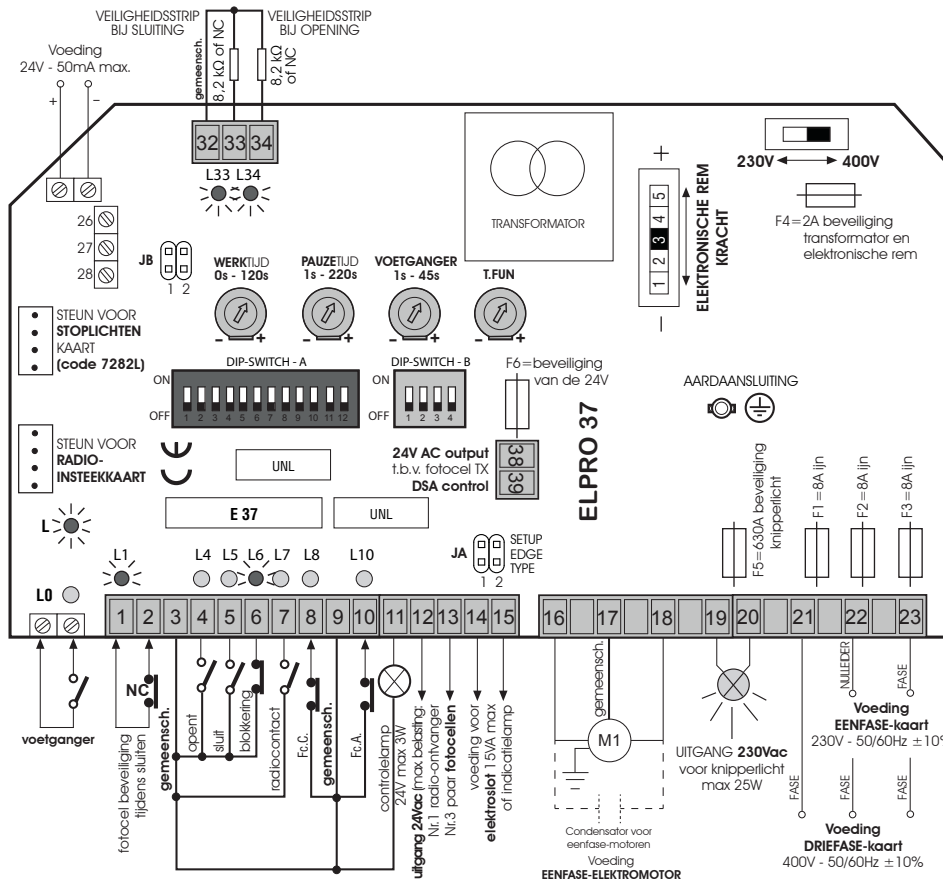 VEILIGHEIDSSTRIP
BIJ SLUITING
VEILIGHEIDSSTRIP
BIJ OPENING
Voeding
24V - 50mA max.
+
−
gemeensch.
8,2 kΩ of NC
8,2 kΩ
of NC
32 33 34
L33 L34
26
27
28
JB
1 2
WERKTIJD
0s - 120s
PAUZETIJD
1s - 220s
VOETGANGER
1s - 45s
T.FUN
- +
- +
- +
- +
TRANSFORMATOR
+
5
4
3
2
1
−
ELEKTRONISCHE REM
KRACHT
230V 400V
F4=2A beveiliging
transformator en
elektronische rem
STEUN VOOR
STOPLICHTEN
KAART
(code 7282L)
DIP-SWITCH - A
ON
OFF
1 2 3 4 5 6 7 8 9 10 11 12
DIP-SWITCH - B
ON
OFF
1 2 3 4
F6=beveiliging
van de 24V
AARDAANSLUITING
STEUN VOOR
RADIO-
INSTEEKKAART
CE
UNL
24V AC output
t.b.v. fotocel TX
DSA control
38
39
ELPRO 37
E 37
UNL
L
F5=630A beveiliging
knipperlicht
F1=8A ijn
F2=8A ijn
F3=8A ijn
JA
SETUP
EDGE
TYPE
1 2
L0
L1
L4 L5 L6 L7 L8 L10
1 2 3 4 5 6 7 8 9 10 11 12 13 14 15
16 17 18 19 20 21 22 23
voetganger
NC
fotocel beveiliging
tijdens sluiten
gemeensch.
opent
sluit
blokkering
radiocontact
Fc.C.
gemeensch.
Fc.A.
controlelamp
24V max 3W
uitgang 24Vac (max belasting:
Nr.1 radio-ontvanger
Nr.3 paar fotocellen
voeding voor
elektroslot 15VA max
of indicatielamp
gemeensch.
M1
Condensator voor
eenfase-motoren
Voeding
EENFASE-ELEKTROMOTOR
UITGANG 230Vac
voor knipperlicht
max 25W
NULLEIDER
FASE
Voeding
EENFASE-kaart
230V - 50/60Hz ±10%
FASE
FASE
FASE
Voeding
DRIEFASE-kaart
400V - 50/60Hz ±10%